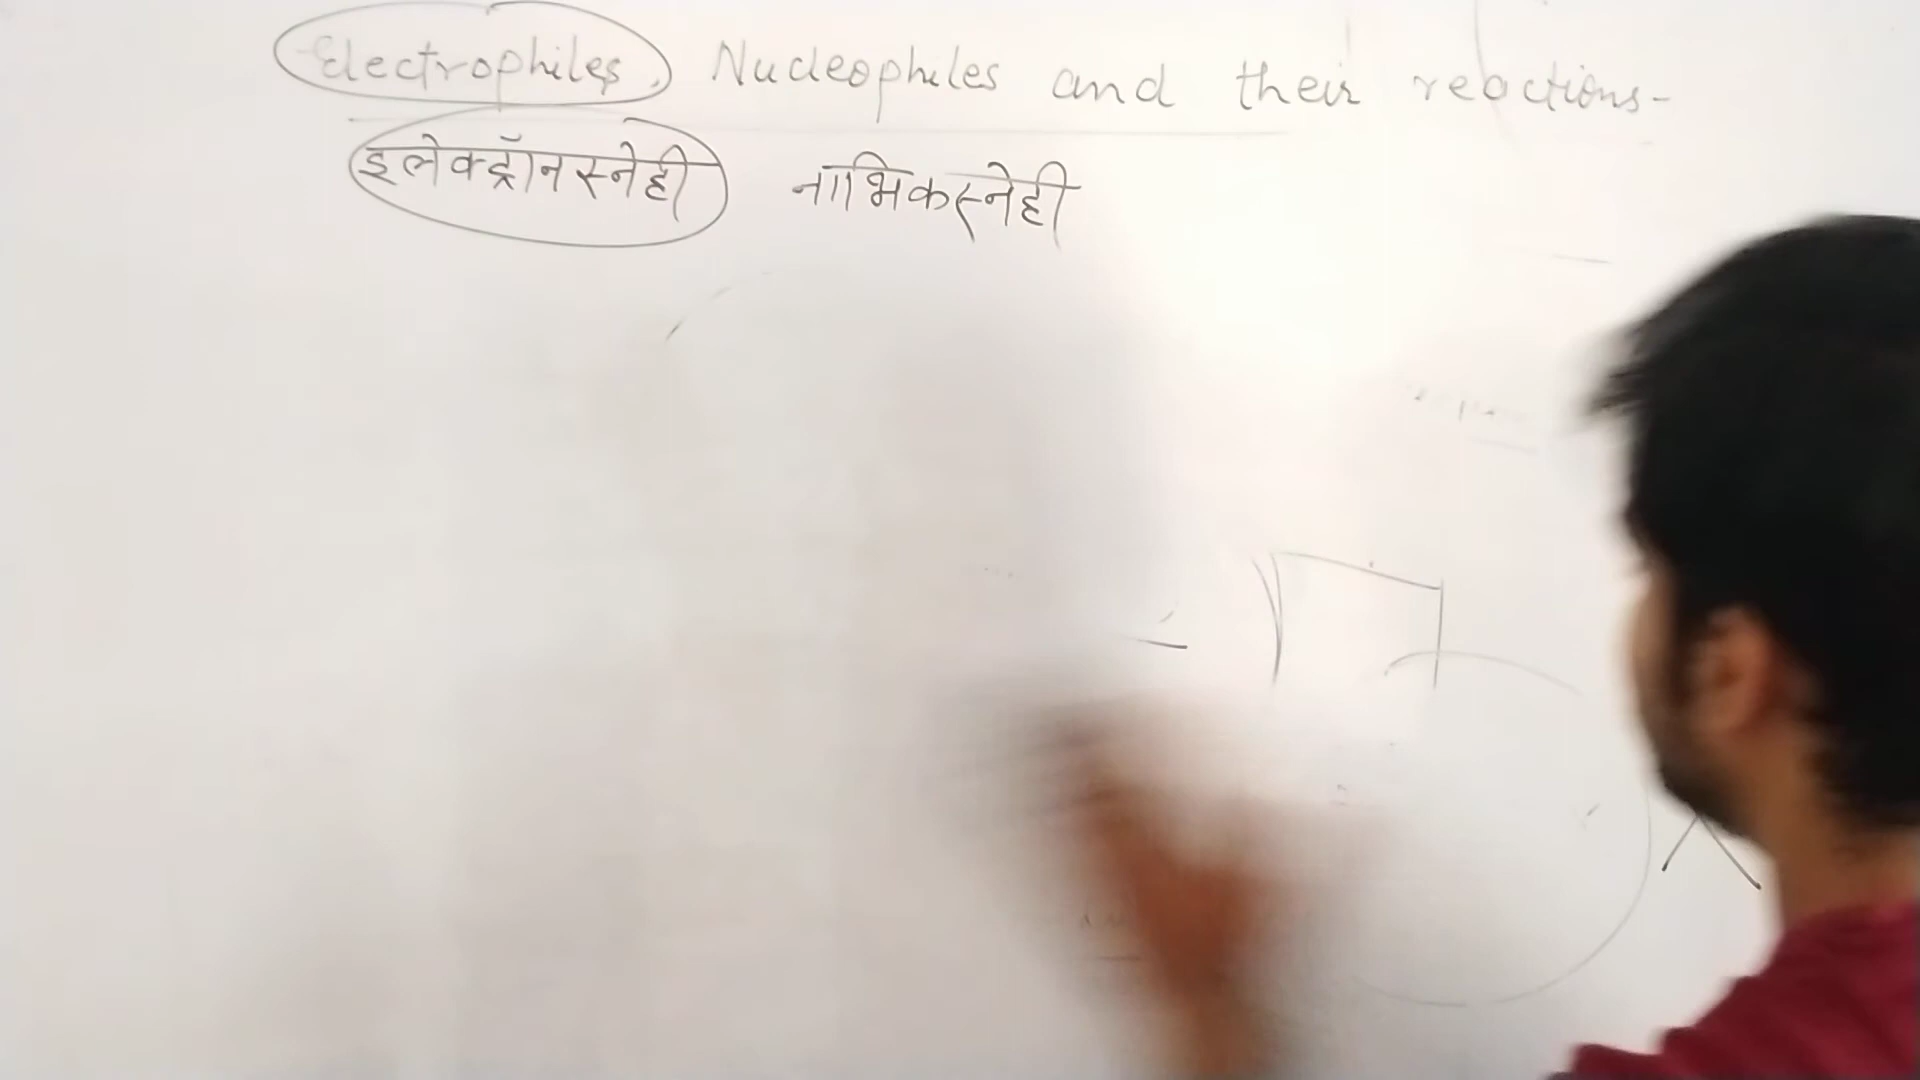 Electrophiles, Nucleophiles and their reactions-
इलेक्ट्रॉनस्नेही नाभिकस्नेही